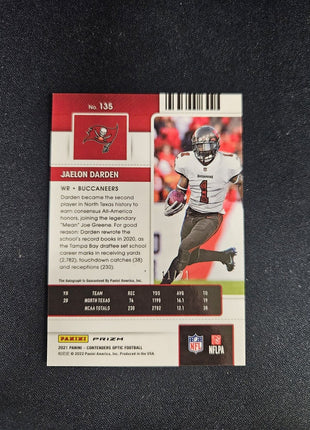 No. 135
JAELON DARDEN
WR • BUCCANEERS
Darden became the second
player in North Texas history to
earn consensus All-America
honors, joining the legendary
"Mean" Joe Greene. For good
reason: Darden rewrote the
school's record books in 2020, as
the Tampa Bay draftee set school
career marks in receiving yards
(2,782), touchdown catches (38)
and receptions (230).
The Autograph is Guaranteed By Panini America, Inc.
1
YR TEAM REC YDS AVG TD
20 NORTH TEXAS 74 1190 16.1 19
NCAA TOTALS 230 2782 12.1 38
PANINI PRIZM
NFL
NFLPA
2021 PANINI - CONTENDERS OPTIC FOOTBALL
© 2022 Panini America, Inc. Produced in the USA.